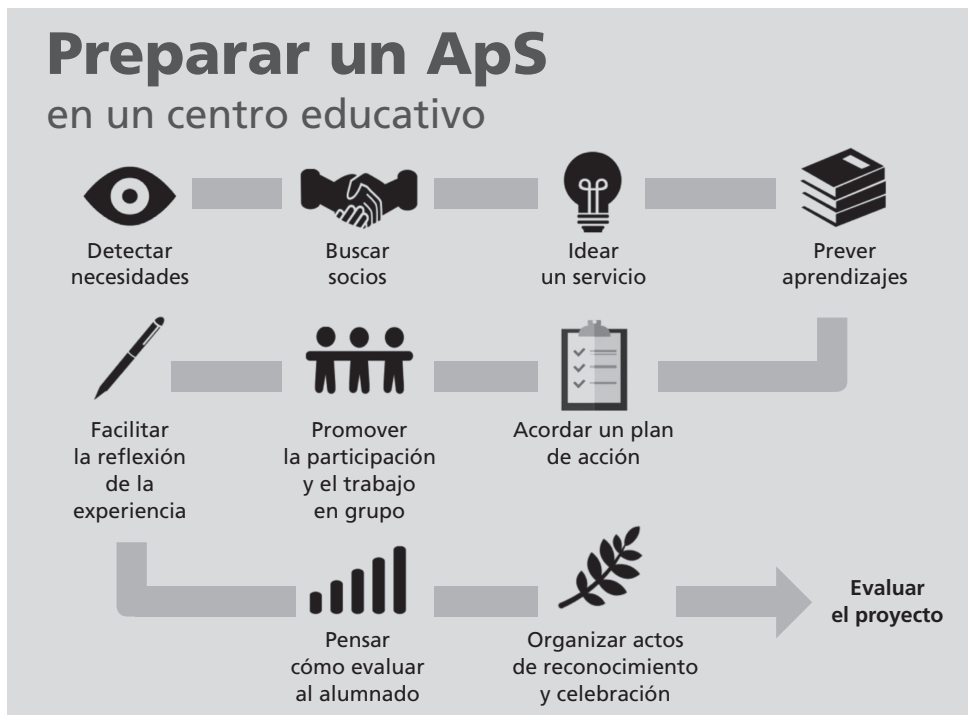 Preparar un ApS
en un centro educativo
Detectar
necesidades
Buscar
socios
Idear
un servicio
Prever
aprendizajes
Acordar un plan
de acción
Promover
la participación
y el trabajo
en grupo
Facilitar
la reflexión
de la
experiencia
Pensar
cómo evaluar
al alumnado
Organizar actos
de reconocimiento
y celebración
Evaluar
el proyecto